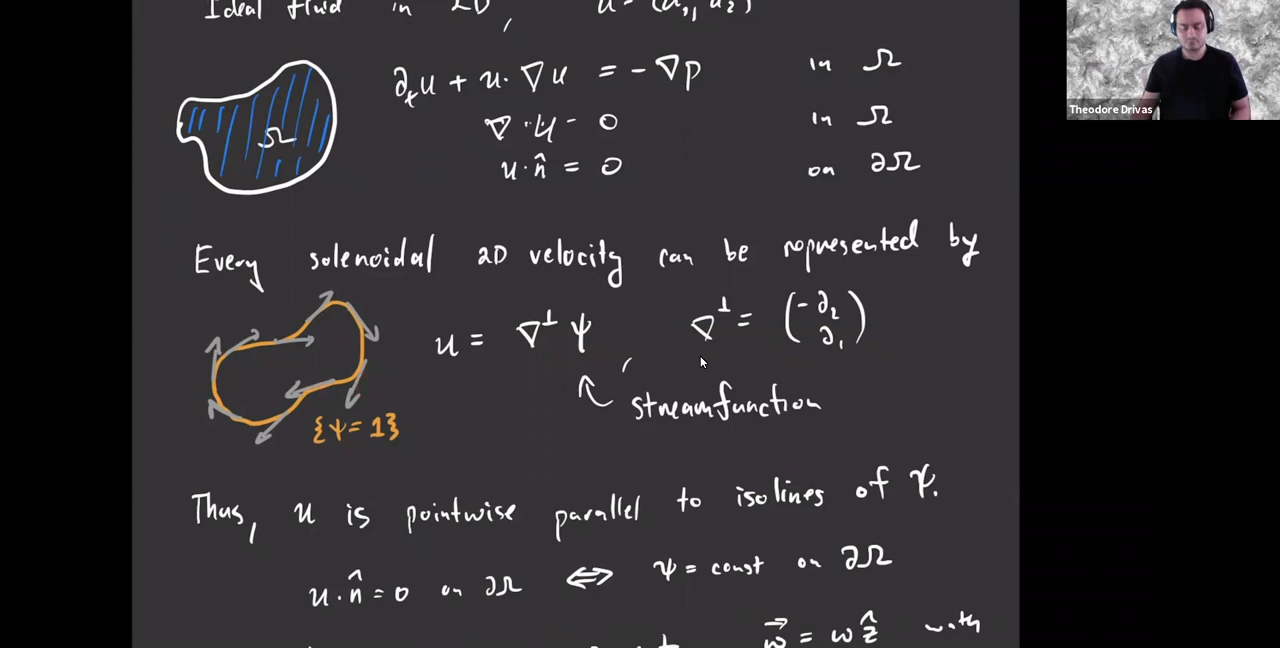 Ideal fluid in 2D, u = (u₁, u₂)
∂ₜu + u·∇u = -∇p in Ω
∇·u = 0 in Ω
u·n̂ = 0 on ∂Ω
Ω
Theodore Drivas
Every solenoidal 2D velocity can be represented by
u = ∇⊥ψ, ∇⊥ = (-∂₂ ∂₁)
streamfunction
{ψ = 1}
Thus, u is pointwise parallel to isolines of ψ.
u·n̂ = 0 on ∂Ω ⟺ ψ = const on ∂Ω
ω⃗ = ω ẑ with